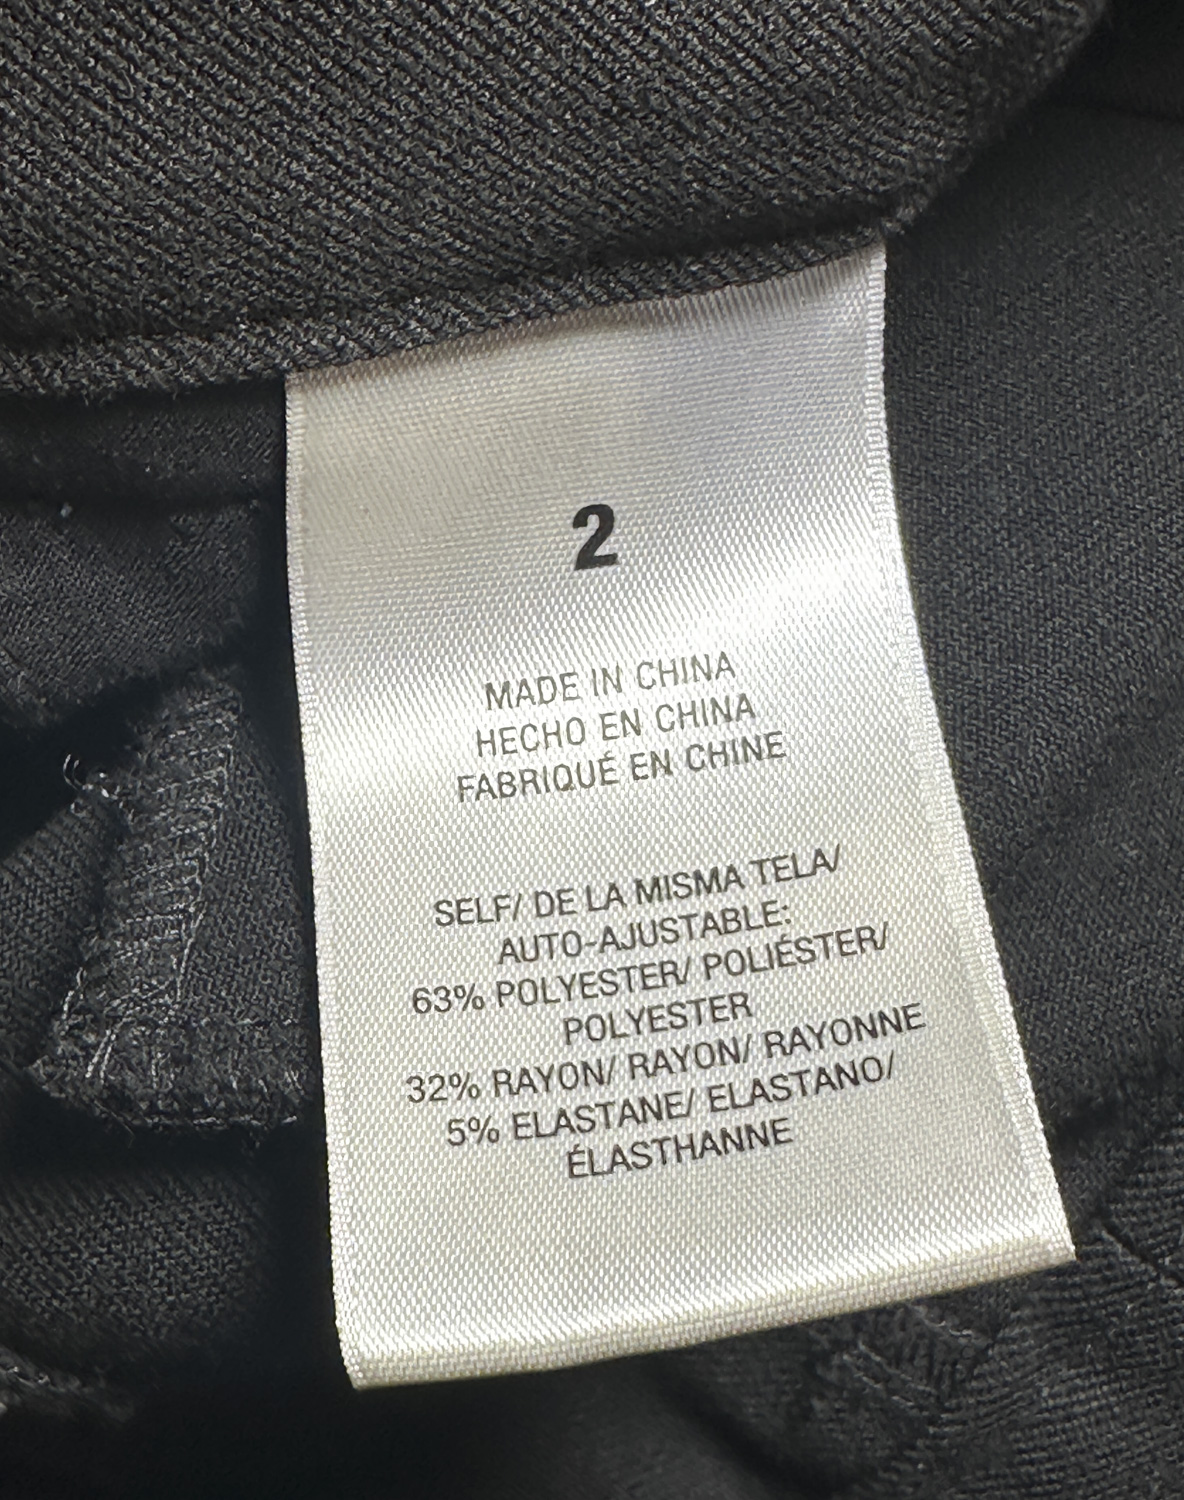 2
MADE IN CHINA
HECHO EN CHINA
FABRIQUÉ EN CHINE
SELF/ DE LA MISMA TELA/
AUTO-AJUSTABLE:
63% POLYESTER/ POLIÉSTER/
POLYESTER
32% RAYON/ RAYON/ RAYONNE
5% ELASTANE/ ELASTANO/
ÉLASTHANNE